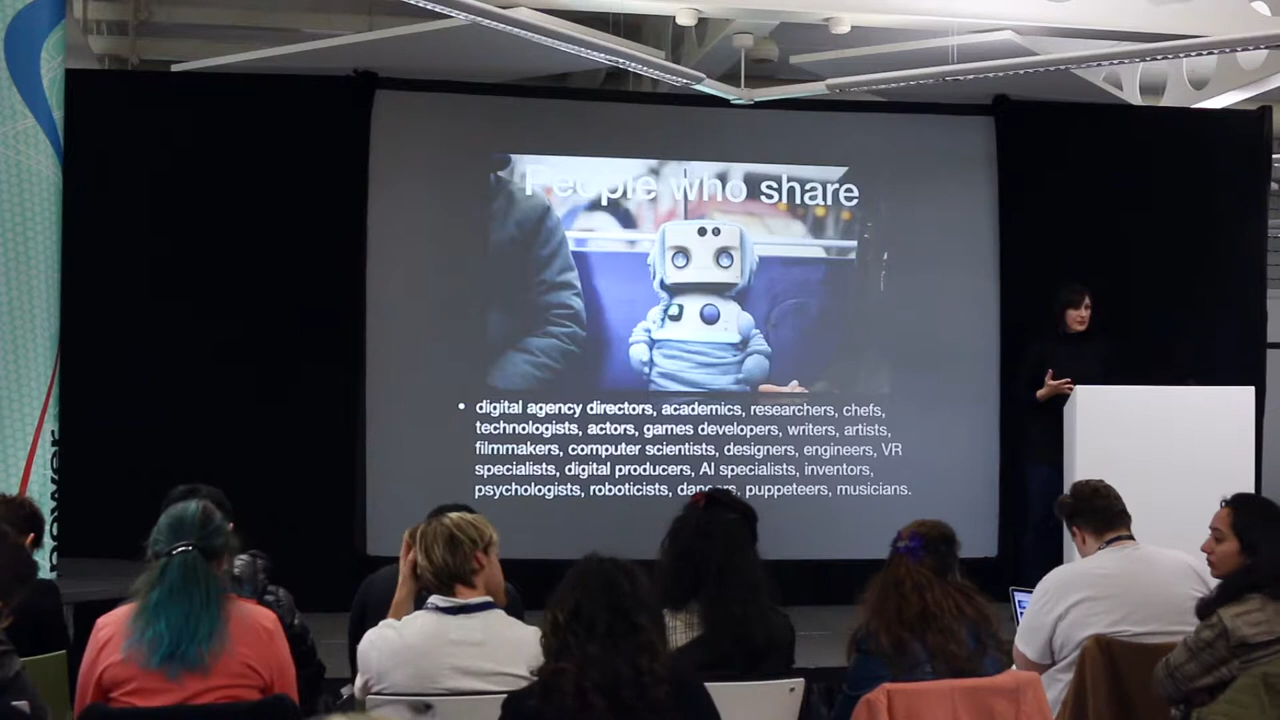 People who share
• digital agency directors, academics, researchers, chefs,
technologists, actors, games developers, writers, artists,
filmmakers, computer scientists, designers, engineers, VR
specialists, digital producers, AI specialists, inventors,
psychologists, roboticists, dancers, puppeteers, musicians.